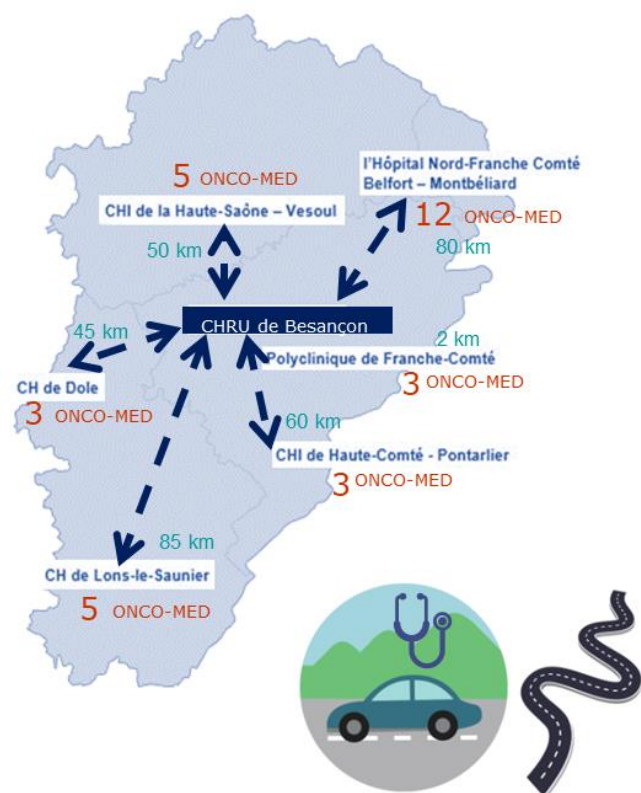 5 ONCO-MED
CHI de la Haute-Saône – Vesoul
50 km
l'Hôpital Nord-Franche Comté
Belfort – Montbéliard
12 ONCO-MED
80 km
CHRU de Besançon
45 km
CH de Dole
3 ONCO-MED
2 km
Polyclinique de Franche-Comté
3 ONCO-MED
60 km
CHI de Haute-Comté - Pontarlier
3 ONCO-MED
85 km
CH de Lons-le-Saunier
5 ONCO-MED